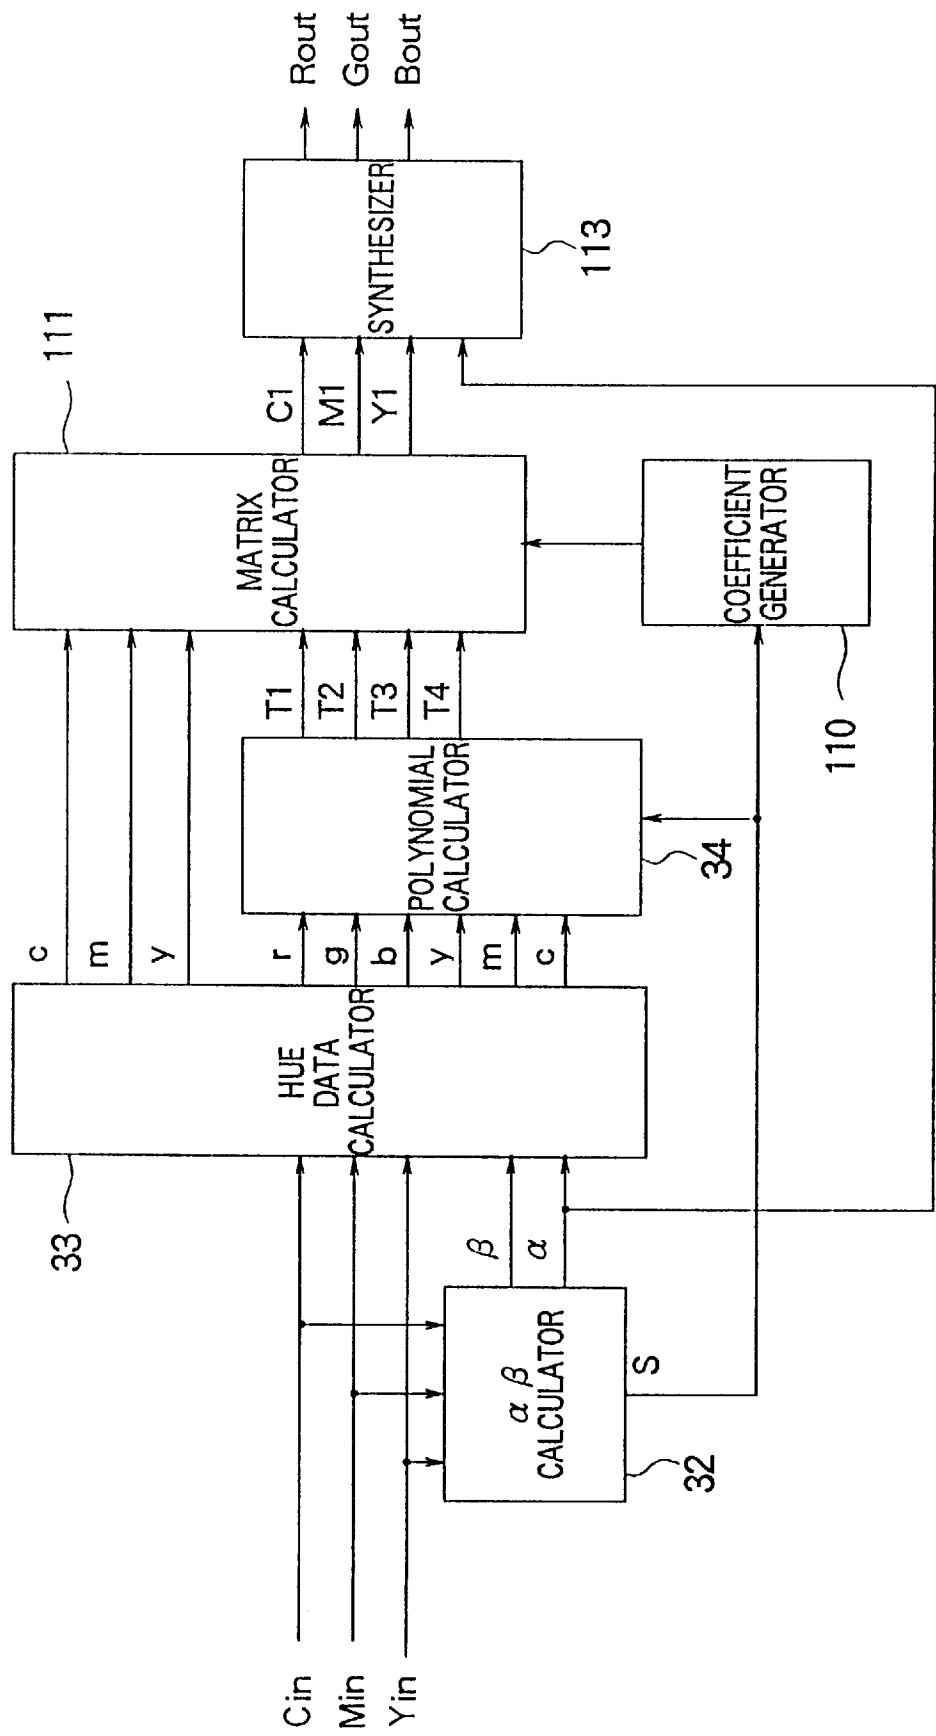 Cin
Min
Yin
α β
CALCULATOR
32
S
β
α
33
HUE
DATA
CALCULATOR
c
m
y
r
g
b
y
m
c
POLYNOMIAL
CALCULATOR
34
T1
T2
T3
T4
MATRIX
CALCULATOR
111
COEFFICIENT
GENERATOR
110
C1
M1
Y1
SYNTHESIZER
113
Rout
Gout
Bout